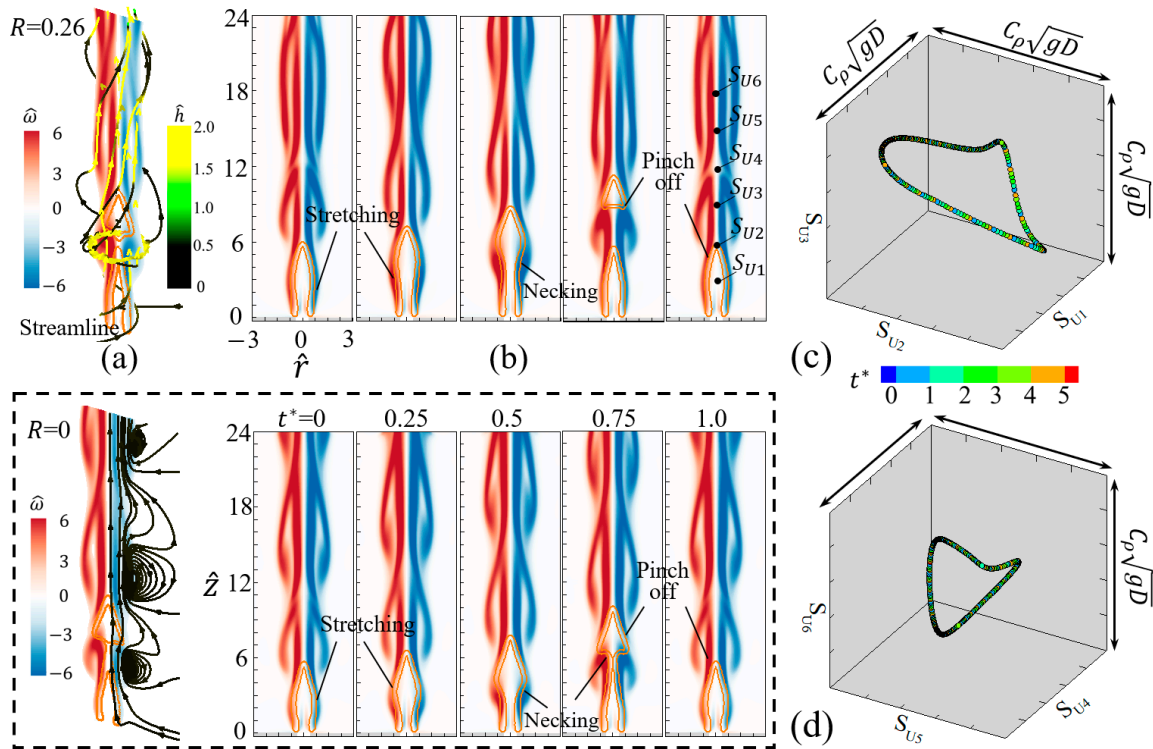 R=0.26
ω̂
6
3
0
−3
−6
ĥ
2.0
1.5
1.0
0.5
0
Streamline
(a)
24
18
12
6
0
−3 0 3
r̂
Stretching
Necking
Pinch
off
S_U6
S_U5
S_U4
S_U3
S_U2
S_U1
(b)
(c)
C_ρ√gD
C_ρ√gD
C_ρ√gD
S_U3
S_U2
S_U1
t*
0 1 2 3 4 5
R=0
ω̂
6
3
0
−3
−6
t*=0 0.25 0.5 0.75 1.0
24
18
12
ẑ
6
0
Stretching
Necking
Pinch
off
(d)
C_ρ√gD
S_U6
S_U5
S_U4